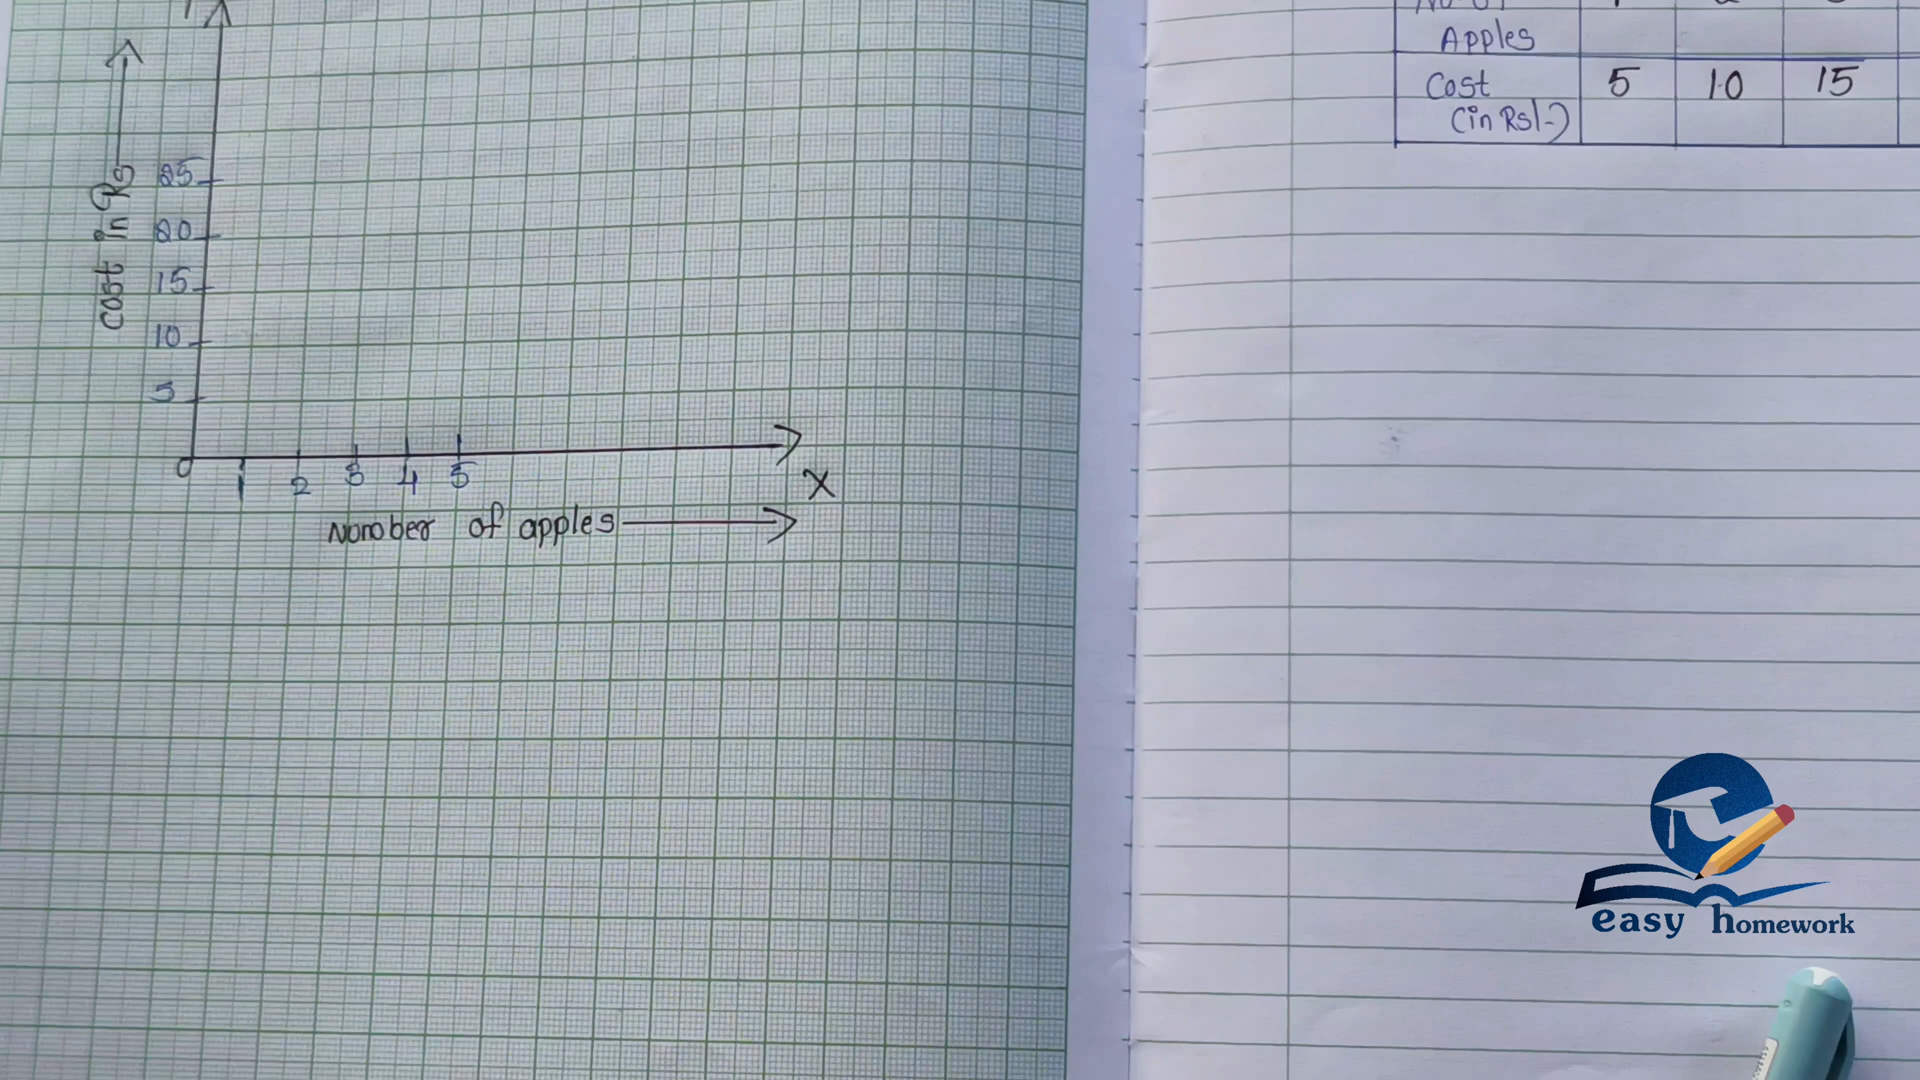 Cost in Rs
25
20
15
10
5
0
1 2 3 4 5
X
Nomober of apples
Apples
Cost 5 10 15
(in Rs/-)
easy homework